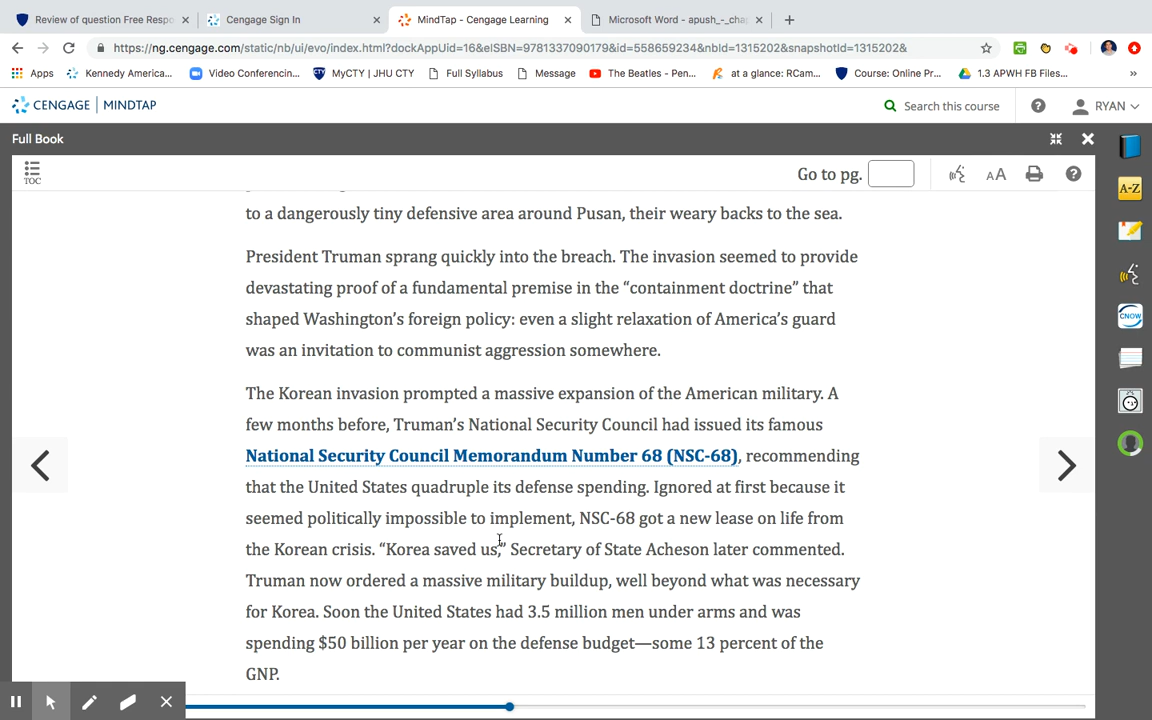 Review of question Free Respo
Cengage Sign In
MindTap - Cengage Learning
Microsoft Word - apush_-_chap
https://ng.cengage.com/static/nb/ui/evo/index.html?dockAppUid=16&eISBN=9781337090179&id=558659234&nbId=1315202&snapshotId=1315202&
Apps
Kennedy America...
Video Conferencin...
CTY
MyCTY | JHU CTY
Full Syllabus
Message
The Beatles - Pen...
at a glance: RCam...
Course: Online Pr...
1.3 APWH FB Files...
»
CENGAGE | MINDTAP
Search this course
RYAN
Full Book
TOC
Go to pg.
AA
A-Z
CNOW
to a dangerously tiny defensive area around Pusan, their weary backs to the sea.
President Truman sprang quickly into the breach. The invasion seemed to provide
devastating proof of a fundamental premise in the “containment doctrine” that
shaped Washington’s foreign policy: even a slight relaxation of America’s guard
was an invitation to communist aggression somewhere.
The Korean invasion prompted a massive expansion of the American military. A
few months before, Truman’s National Security Council had issued its famous
National Security Council Memorandum Number 68 (NSC-68), recommending
that the United States quadruple its defense spending. Ignored at first because it
seemed politically impossible to implement, NSC-68 got a new lease on life from
the Korean crisis. “Korea saved us,” Secretary of State Acheson later commented.
Truman now ordered a massive military buildup, well beyond what was necessary
for Korea. Soon the United States had 3.5 million men under arms and was
spending $50 billion per year on the defense budget—some 13 percent of the
GNP.